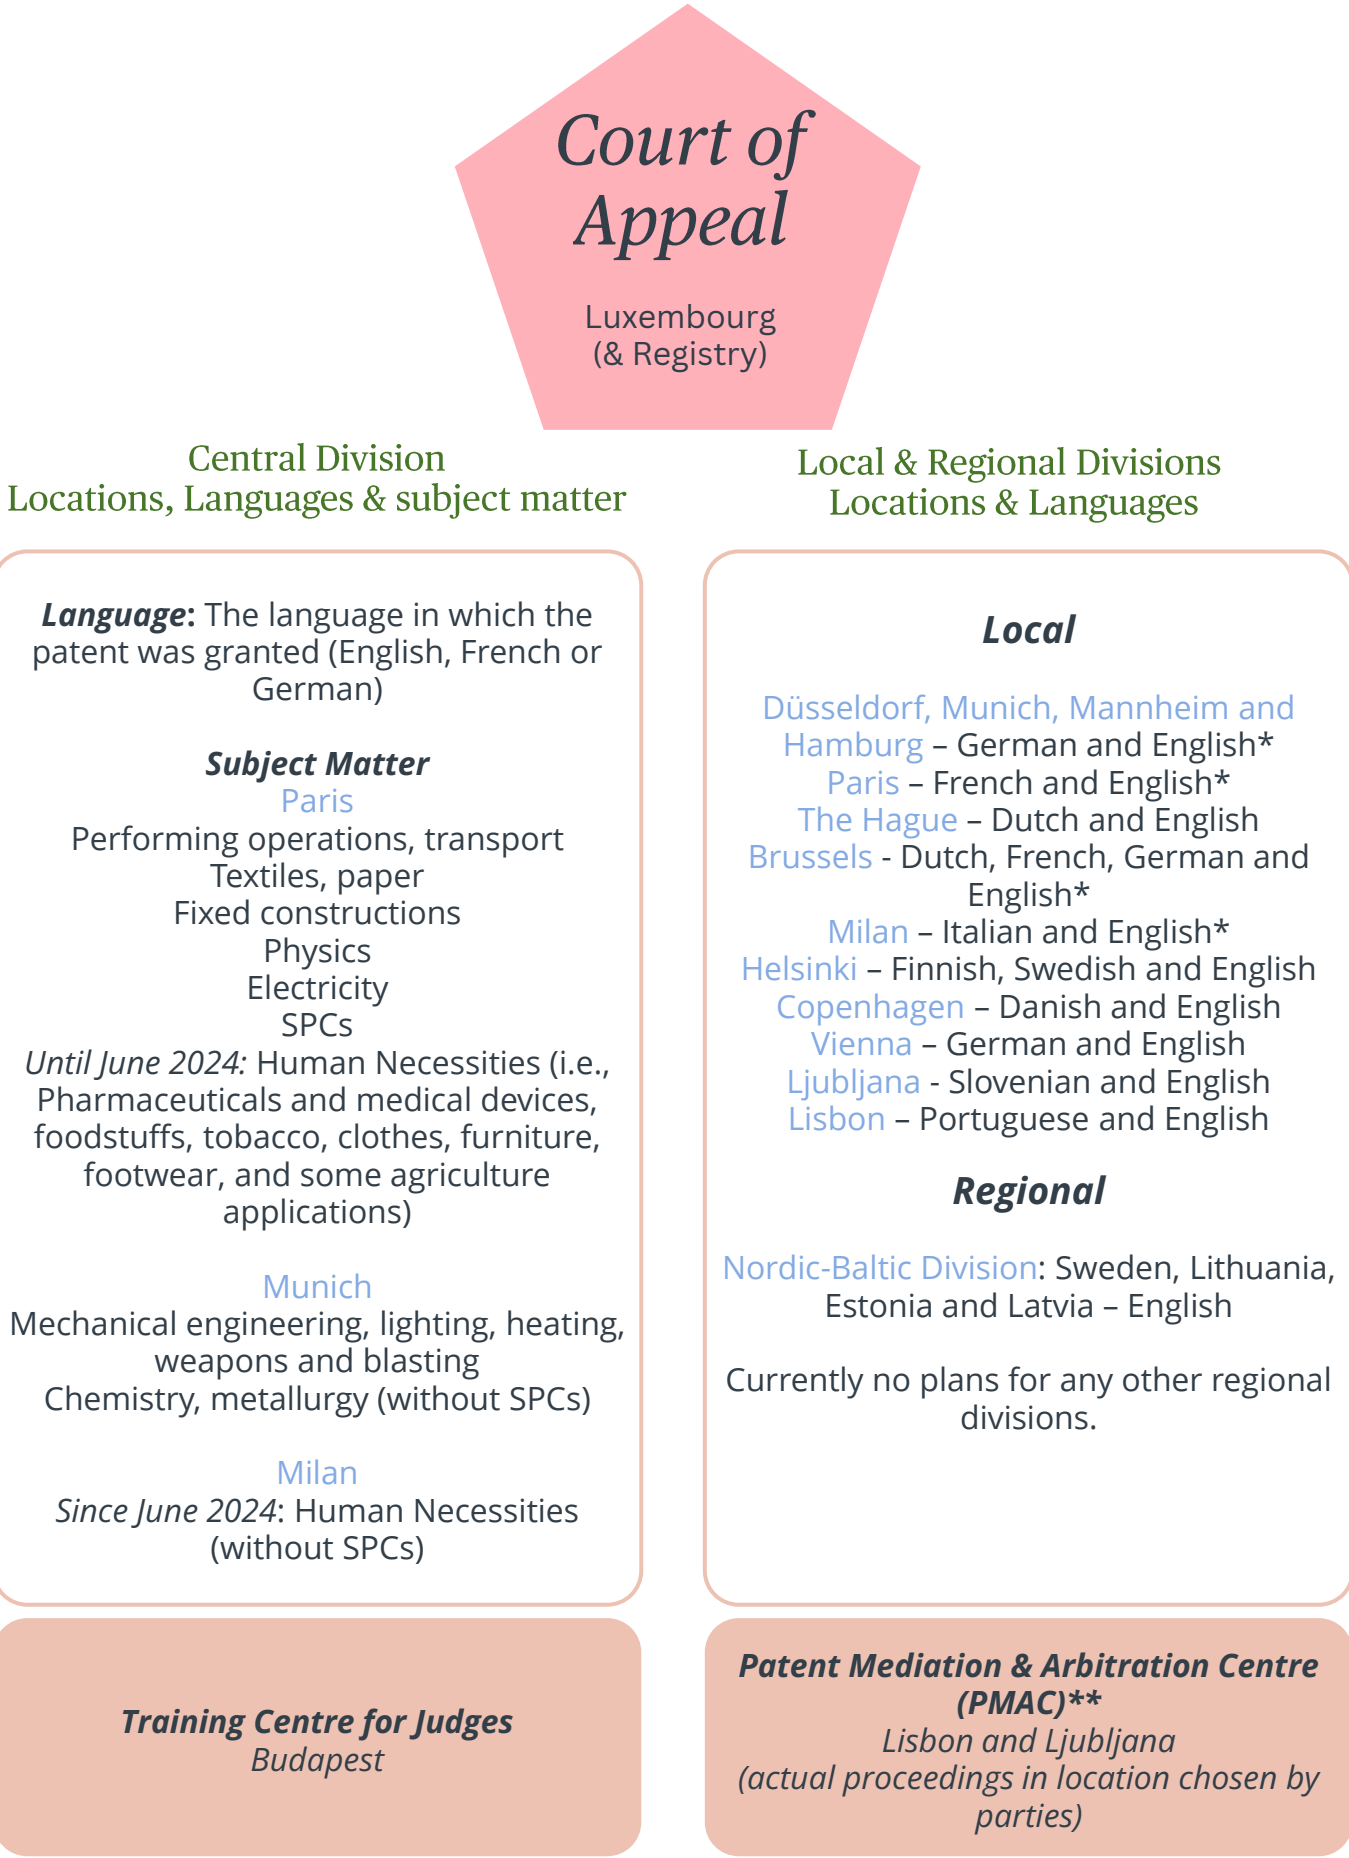 Court of
Appeal
Luxembourg
(& Registry)
Central Division
Locations, Languages & subject matter
Language: The language in which the
patent was granted (English, French or
German)
Subject Matter
Paris
Performing operations, transport
Textiles, paper
Fixed constructions
Physics
Electricity
SPCs
Until June 2024: Human Necessities (i.e.,
Pharmaceuticals and medical devices,
foodstuffs, tobacco, clothes, furniture,
footwear, and some agriculture
applications)
Munich
Mechanical engineering, lighting, heating,
weapons and blasting
Chemistry, metallurgy (without SPCs)
Milan
Since June 2024: Human Necessities
(without SPCs)
Local & Regional Divisions
Locations & Languages
Local
Düsseldorf, Munich, Mannheim and
Hamburg – German and English*
Paris – French and English*
The Hague – Dutch and English
Brussels - Dutch, French, German and
English*
Milan – Italian and English*
Helsinki – Finnish, Swedish and English
Copenhagen – Danish and English
Vienna – German and English
Ljubljana - Slovenian and English
Lisbon – Portuguese and English
Regional
Nordic-Baltic Division: Sweden, Lithuania,
Estonia and Latvia – English
Currently no plans for any other regional
divisions.
Training Centre for Judges
Budapest
Patent Mediation & Arbitration Centre
(PMAC)**
Lisbon and Ljubljana
(actual proceedings in location chosen by
parties)